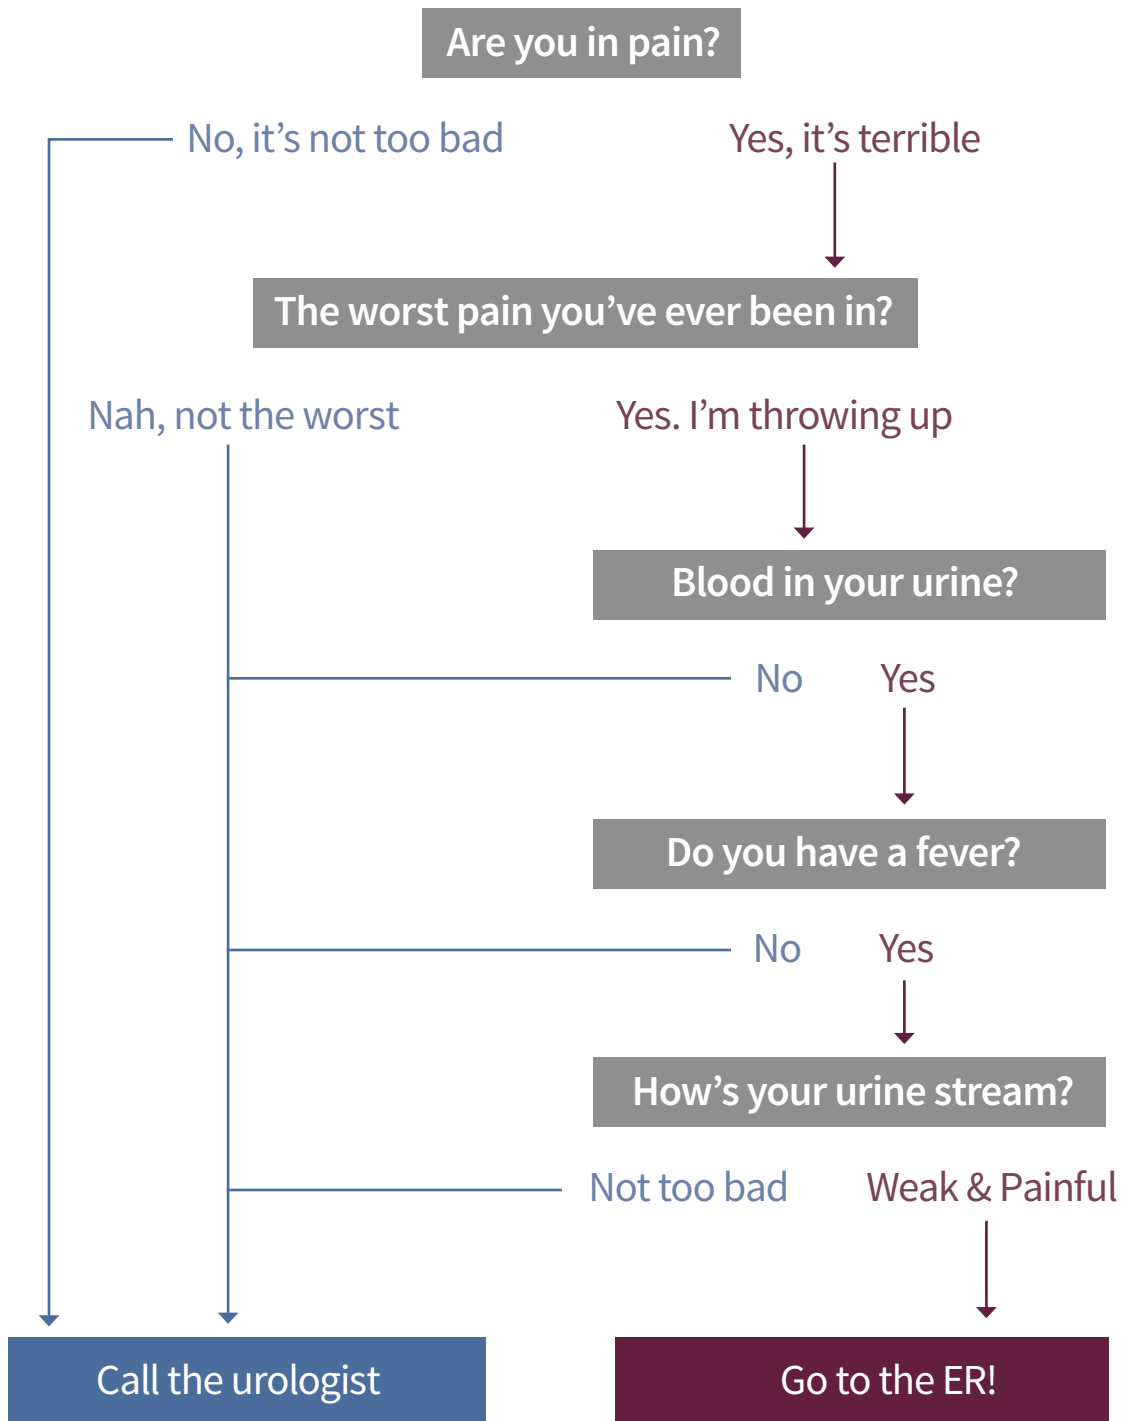 Are you in pain?
No, it’s not too bad
Yes, it’s terrible
The worst pain you’ve ever been in?
Nah, not the worst
Yes. I’m throwing up
Blood in your urine?
No
Yes
Do you have a fever?
No
Yes
How’s your urine stream?
Not too bad
Weak & Painful
Call the urologist
Go to the ER!